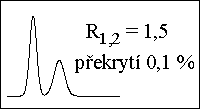 R1,2 = 1,5
překrytí 0,1 %